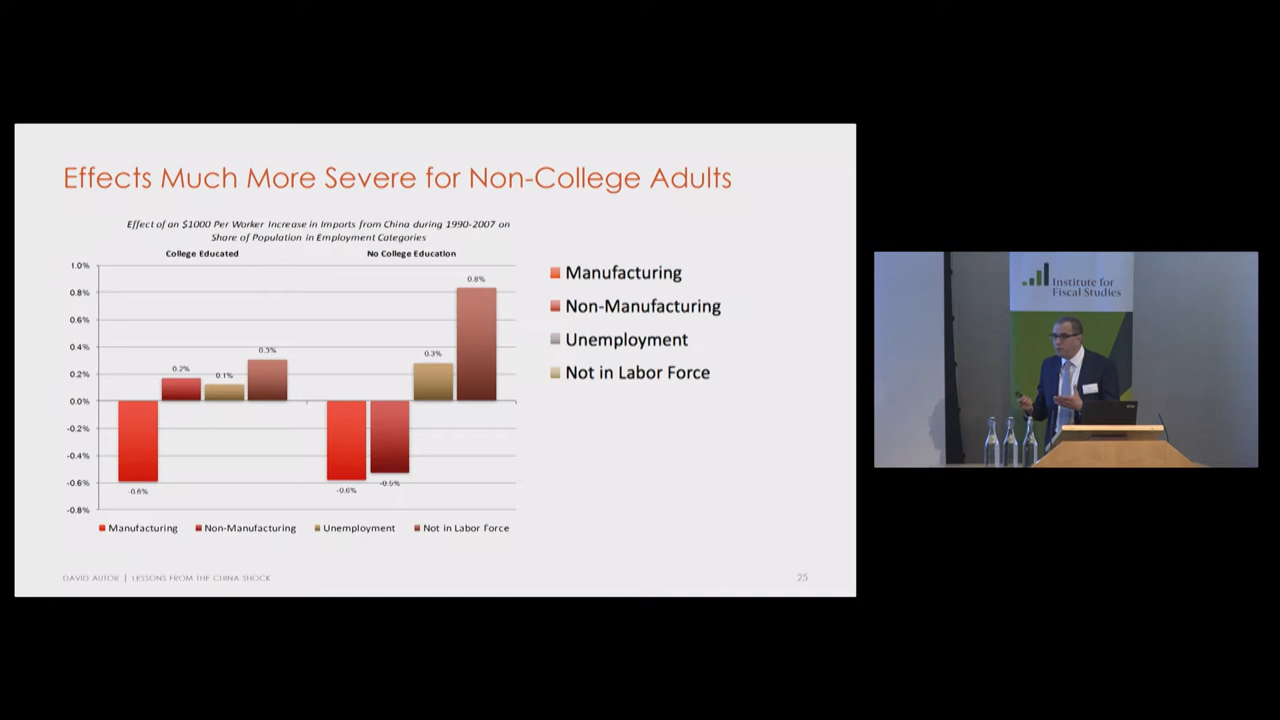 Effects Much More Severe for Non-College Adults
Effect of an $1000 Per Worker Increase in Imports from China during 1990-2007 on
Share of Population in Employment Categories
College Educated
No College Education
1.0%
0.8%
0.6%
0.4%
0.2%
0.0%
-0.2%
-0.4%
-0.6%
-0.8%
-0.6%
0.2%
0.1%
0.3%
-0.6%
-0.5%
0.3%
0.8%
Manufacturing
Non-Manufacturing
Unemployment
Not in Labor Force
Manufacturing
Non-Manufacturing
Unemployment
Not in Labor Force
DAVID AUTOR | LESSONS FROM THE CHINA SHOCK
25
Institute for
Fiscal Studies